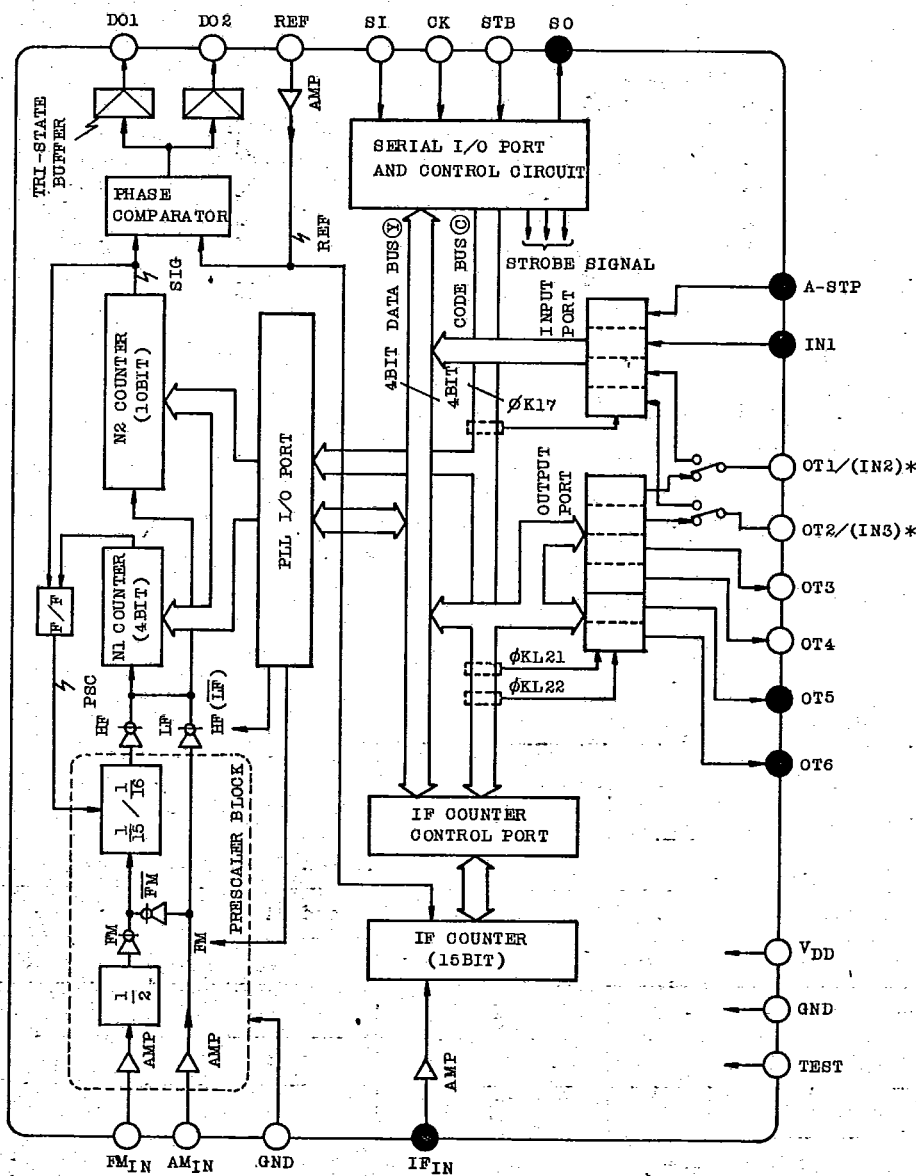 DO1
DO2
REF
SI
CK
STB
SO
AMP
TRI-STATE
BUFFER
SERIAL I/O PORT
AND CONTROL CIRCUIT
PHASE
COMPARATOR
REF
SIG
STROBE SIGNAL
4BIT DATA BUS Ⓨ
4BIT CODE BUS Ⓒ
INPUT
PORT
A-STP
IN1
N2 COUNTER
(10BIT)
PLL I/O PORT
øK17
OUTPUT
PORT
OT1/(IN2)*
OT2/(IN3)*
OT3
OT4
OT5
OT6
F/F
N1 COUNTER
(4BIT)
øKL21
øKL22
PSC
HF
LF
HF(L̅F̅)
1/15 / 1/16
PRESCALER BLOCK
IF COUNTER
CONTROL PORT
F̅M̅
FM
FM
IF COUNTER
(15BIT)
1/2
AMP
AMP
AMP
VDD
GND
TEST
FMIN
AMIN
GND
IFIN